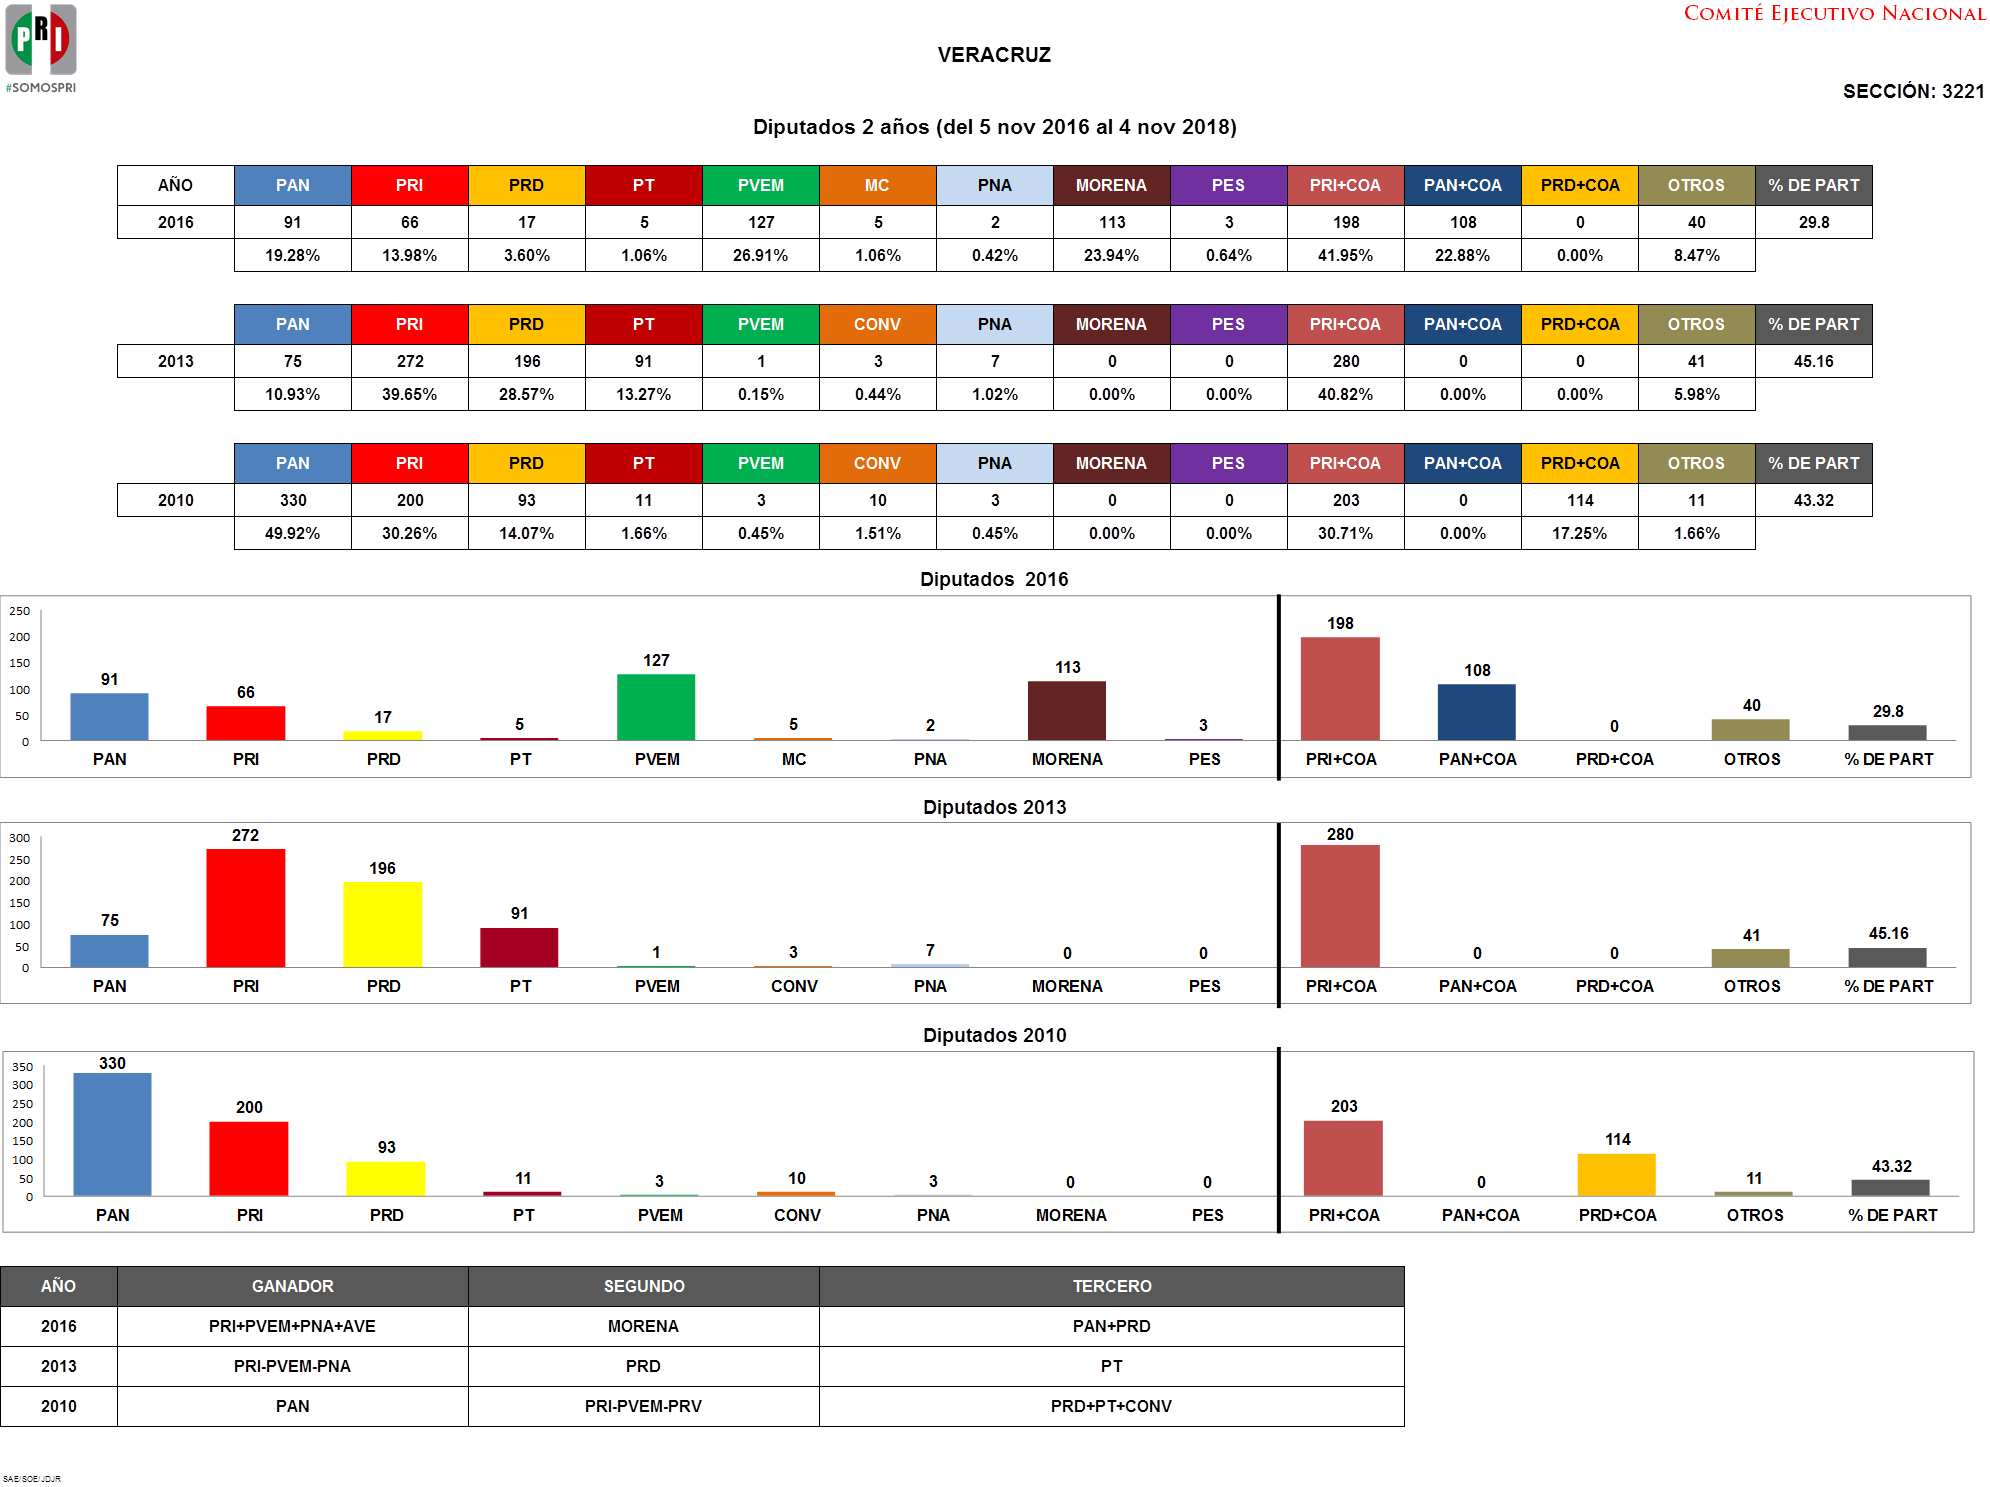 PRI
#SOMOSPRI
COMITÉ EJECUTIVO NACIONAL
VERACRUZ
SECCIÓN: 3221
Diputados 2 años (del 5 nov 2016 al 4 nov 2018)
AÑO PAN PRI PRD PT PVEM MC PNA MORENA PES PRI+COA PAN+COA PRD+COA OTROS % DE PART
2016 91 66 17 5 127 5 2 113 3 198 108 0 40 29.8
19.28% 13.98% 3.60% 1.06% 26.91% 1.06% 0.42% 23.94% 0.64% 41.95% 22.88% 0.00% 8.47%
PAN PRI PRD PT PVEM CONV PNA MORENA PES PRI+COA PAN+COA PRD+COA OTROS % DE PART
2013 75 272 196 91 1 3 7 0 0 280 0 0 41 45.16
10.93% 39.65% 28.57% 13.27% 0.15% 0.44% 1.02% 0.00% 0.00% 40.82% 0.00% 0.00% 5.98%
PAN PRI PRD PT PVEM CONV PNA MORENA PES PRI+COA PAN+COA PRD+COA OTROS % DE PART
2010 330 200 93 11 3 10 3 0 0 203 0 114 11 43.32
49.92% 30.26% 14.07% 1.66% 0.45% 1.51% 0.45% 0.00% 0.00% 30.71% 0.00% 17.25% 1.66%
Diputados 2016
250
200
150
100
50
0
91 66 17 5 127 5 2 113 3 198 108 0 40 29.8
PAN PRI PRD PT PVEM MC PNA MORENA PES PRI+COA PAN+COA PRD+COA OTROS % DE PART
Diputados 2013
300
250
200
150
100
50
0
75 272 196 91 1 3 7 0 0 280 0 0 41 45.16
PAN PRI PRD PT PVEM CONV PNA MORENA PES PRI+COA PAN+COA PRD+COA OTROS % DE PART
Diputados 2010
350
300
250
200
150
100
50
0
330 200 93 11 3 10 3 0 0 203 0 114 11 43.32
PAN PRI PRD PT PVEM CONV PNA MORENA PES PRI+COA PAN+COA PRD+COA OTROS % DE PART
AÑO GANADOR SEGUNDO TERCERO
2016 PRI+PVEM+PNA+AVE MORENA PAN+PRD
2013 PRI-PVEM-PNA PRD PT
2010 PAN PRI-PVEM-PRV PRD+PT+CONV
SAE/SOE/JDJR